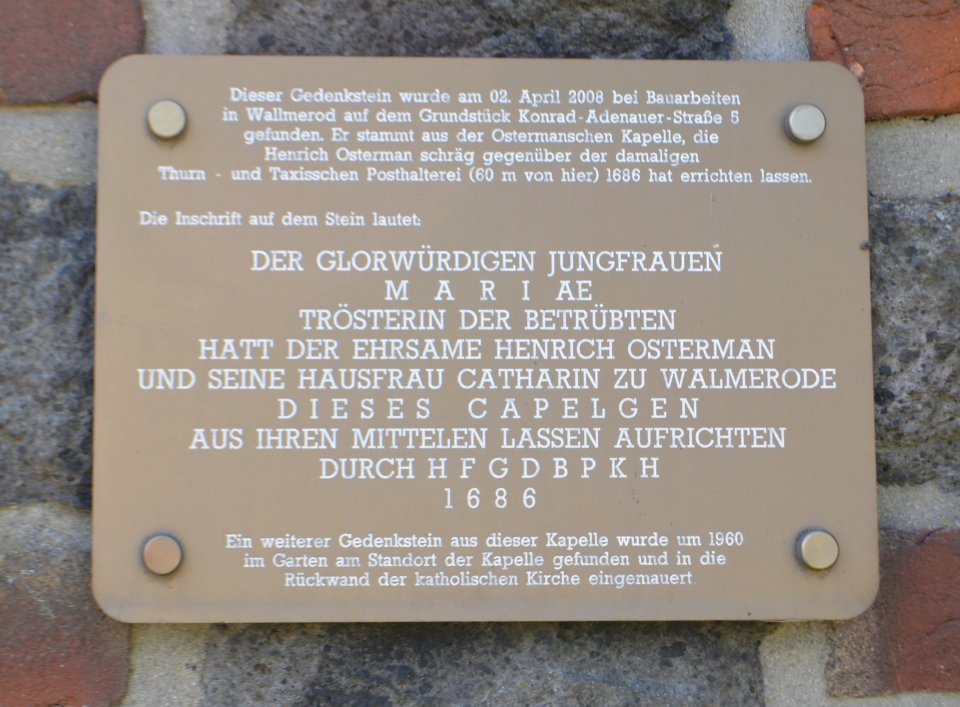 Dieser Gedenkstein wurde am 02. April 2008 bei Bauarbeiten
in Wallmerod auf dem Grundstück Konrad-Adenauer-Straße 5
gefunden. Er stammt aus der Ostermanschen Kapelle, die
Henrich Osterman schräg gegenüber der damaligen
Thurn - und Taxisschen Posthalterei (60 m von hier) 1686 hat errichten lassen.
Die Inschrift auf dem Stein lautet:
DER GLORWÜRDIGEN JUNGFRAUEN
M A R I AE
TRÖSTERIN DER BETRÜBTEN
HATT DER EHRSAME HENRICH OSTERMAN
UND SEINE HAUSFRAU CATHARIN ZU WALMERODE
D I E S E S C A P E L G E N
AUS IHREN MITTELEN LASSEN AUFRICHTEN
DURCH H F G D B P K H
1 6 8 6
Ein weiterer Gedenkstein aus dieser Kapelle wurde um 1960
im Garten am Standort der Kapelle gefunden und in die
Rückwand der katholischen Kirche eingemauert